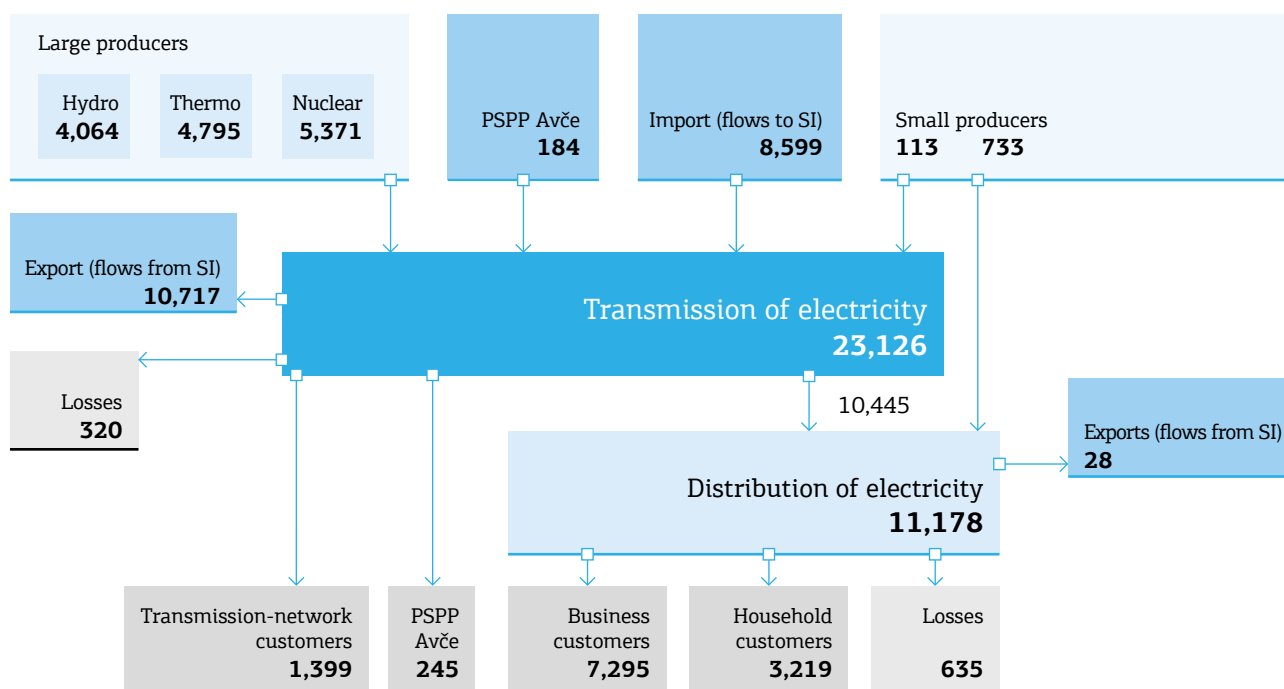 Large producers
Hydro
4,064
Thermo
4,795
Nuclear
5,371
PSPP Avče
184
Import (flows to SI)
8,599
Small producers
113 733
Export (flows from SI)
10,717
Transmission of electricity
23,126
Losses
320
10,445
Exports (flows from SI)
28
Distribution of electricity
11,178
Transmission-network
customers
1,399
PSPP
Avče
245
Business
customers
7,295
Household
customers
3,219
Losses
635